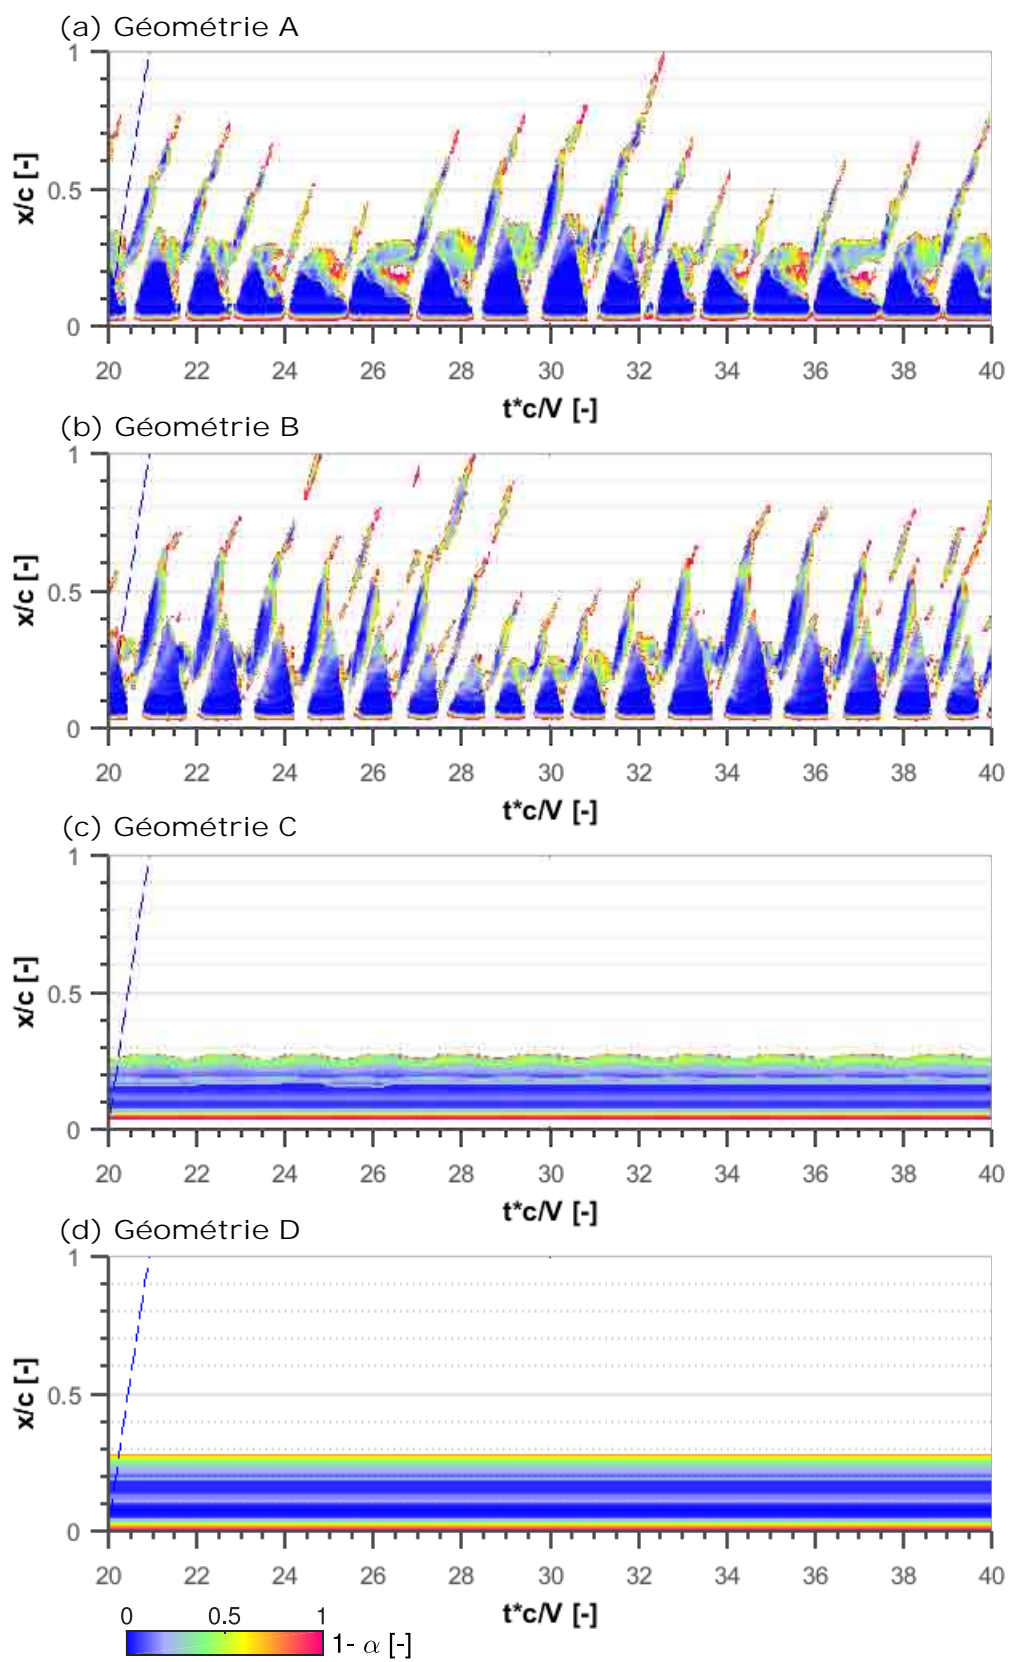 (a) Géométrie A
1
0.5
0
x/c [-]
20 22 24 26 28 30 32 34 36 38 40
t*c/V [-]
(b) Géométrie B
1
0.5
0
x/c [-]
20 22 24 26 28 30 32 34 36 38 40
t*c/V [-]
(c) Géométrie C
1
0.5
0
x/c [-]
20 22 24 26 28 30 32 34 36 38 40
t*c/V [-]
(d) Géométrie D
1
0.5
0
x/c [-]
20 22 24 26 28 30 32 34 36 38 40
t*c/V [-]
0 0.5 1
1- α [-]